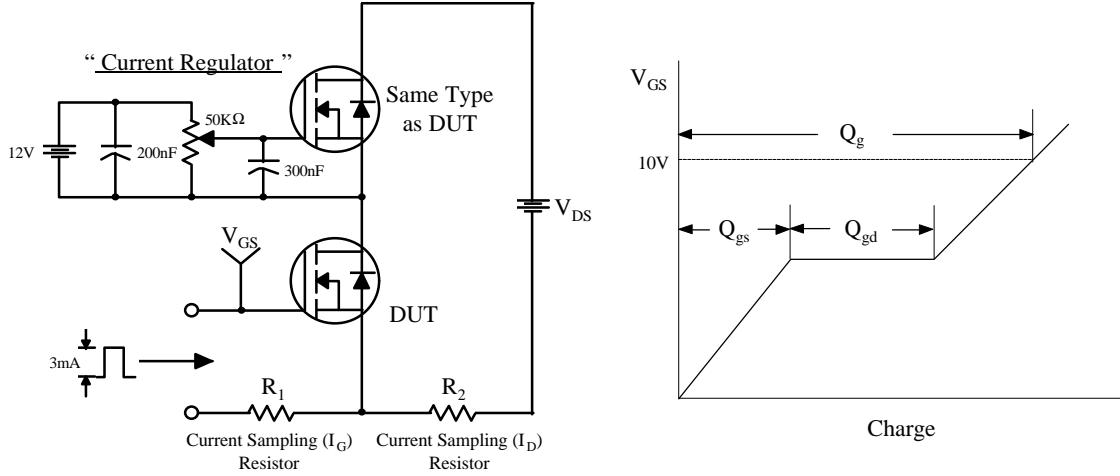 “ Current Regulator ”
Same Type
as DUT
50KΩ
12V
200nF
300nF
V_DS
V_GS
DUT
3mA
R_1
R_2
Current Sampling (I_G)
Resistor
Current Sampling (I_D)
Resistor
V_GS
Q_g
10V
Q_gs
Q_gd
Charge